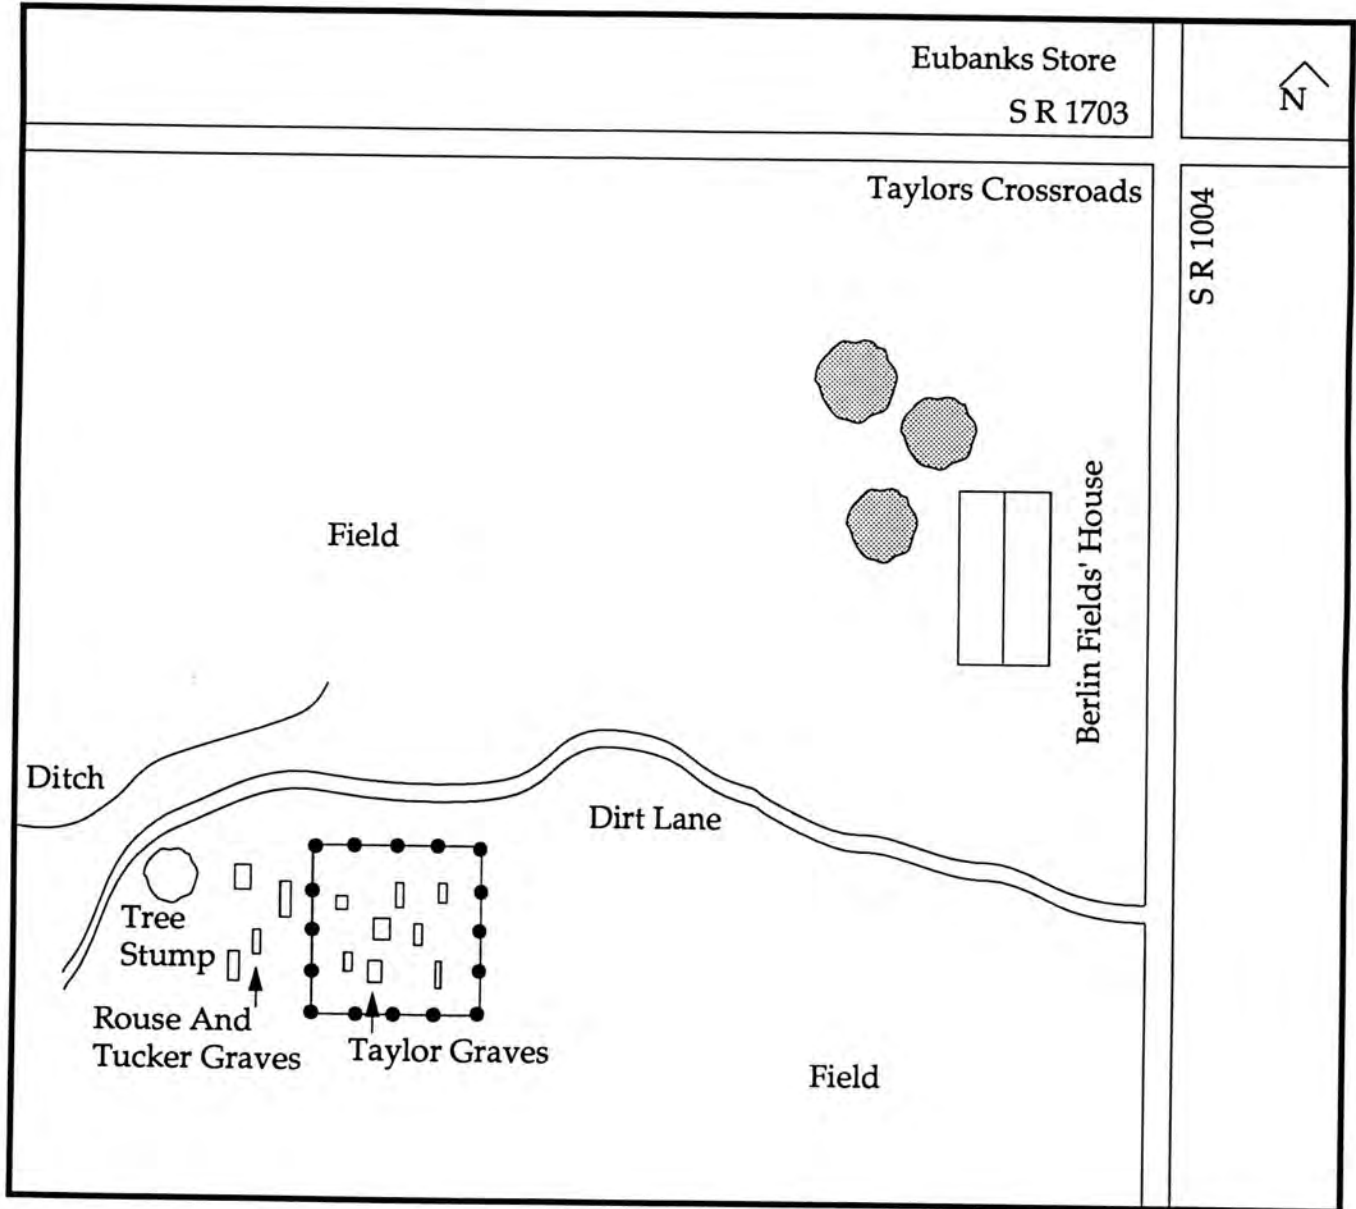 Eubanks Store
S R 1703
N
Taylors Crossroads
S R 1004
Field
Berlin Fields' House
Ditch
Dirt Lane
Tree
Stump
Rouse And
Tucker Graves
Taylor Graves
Field